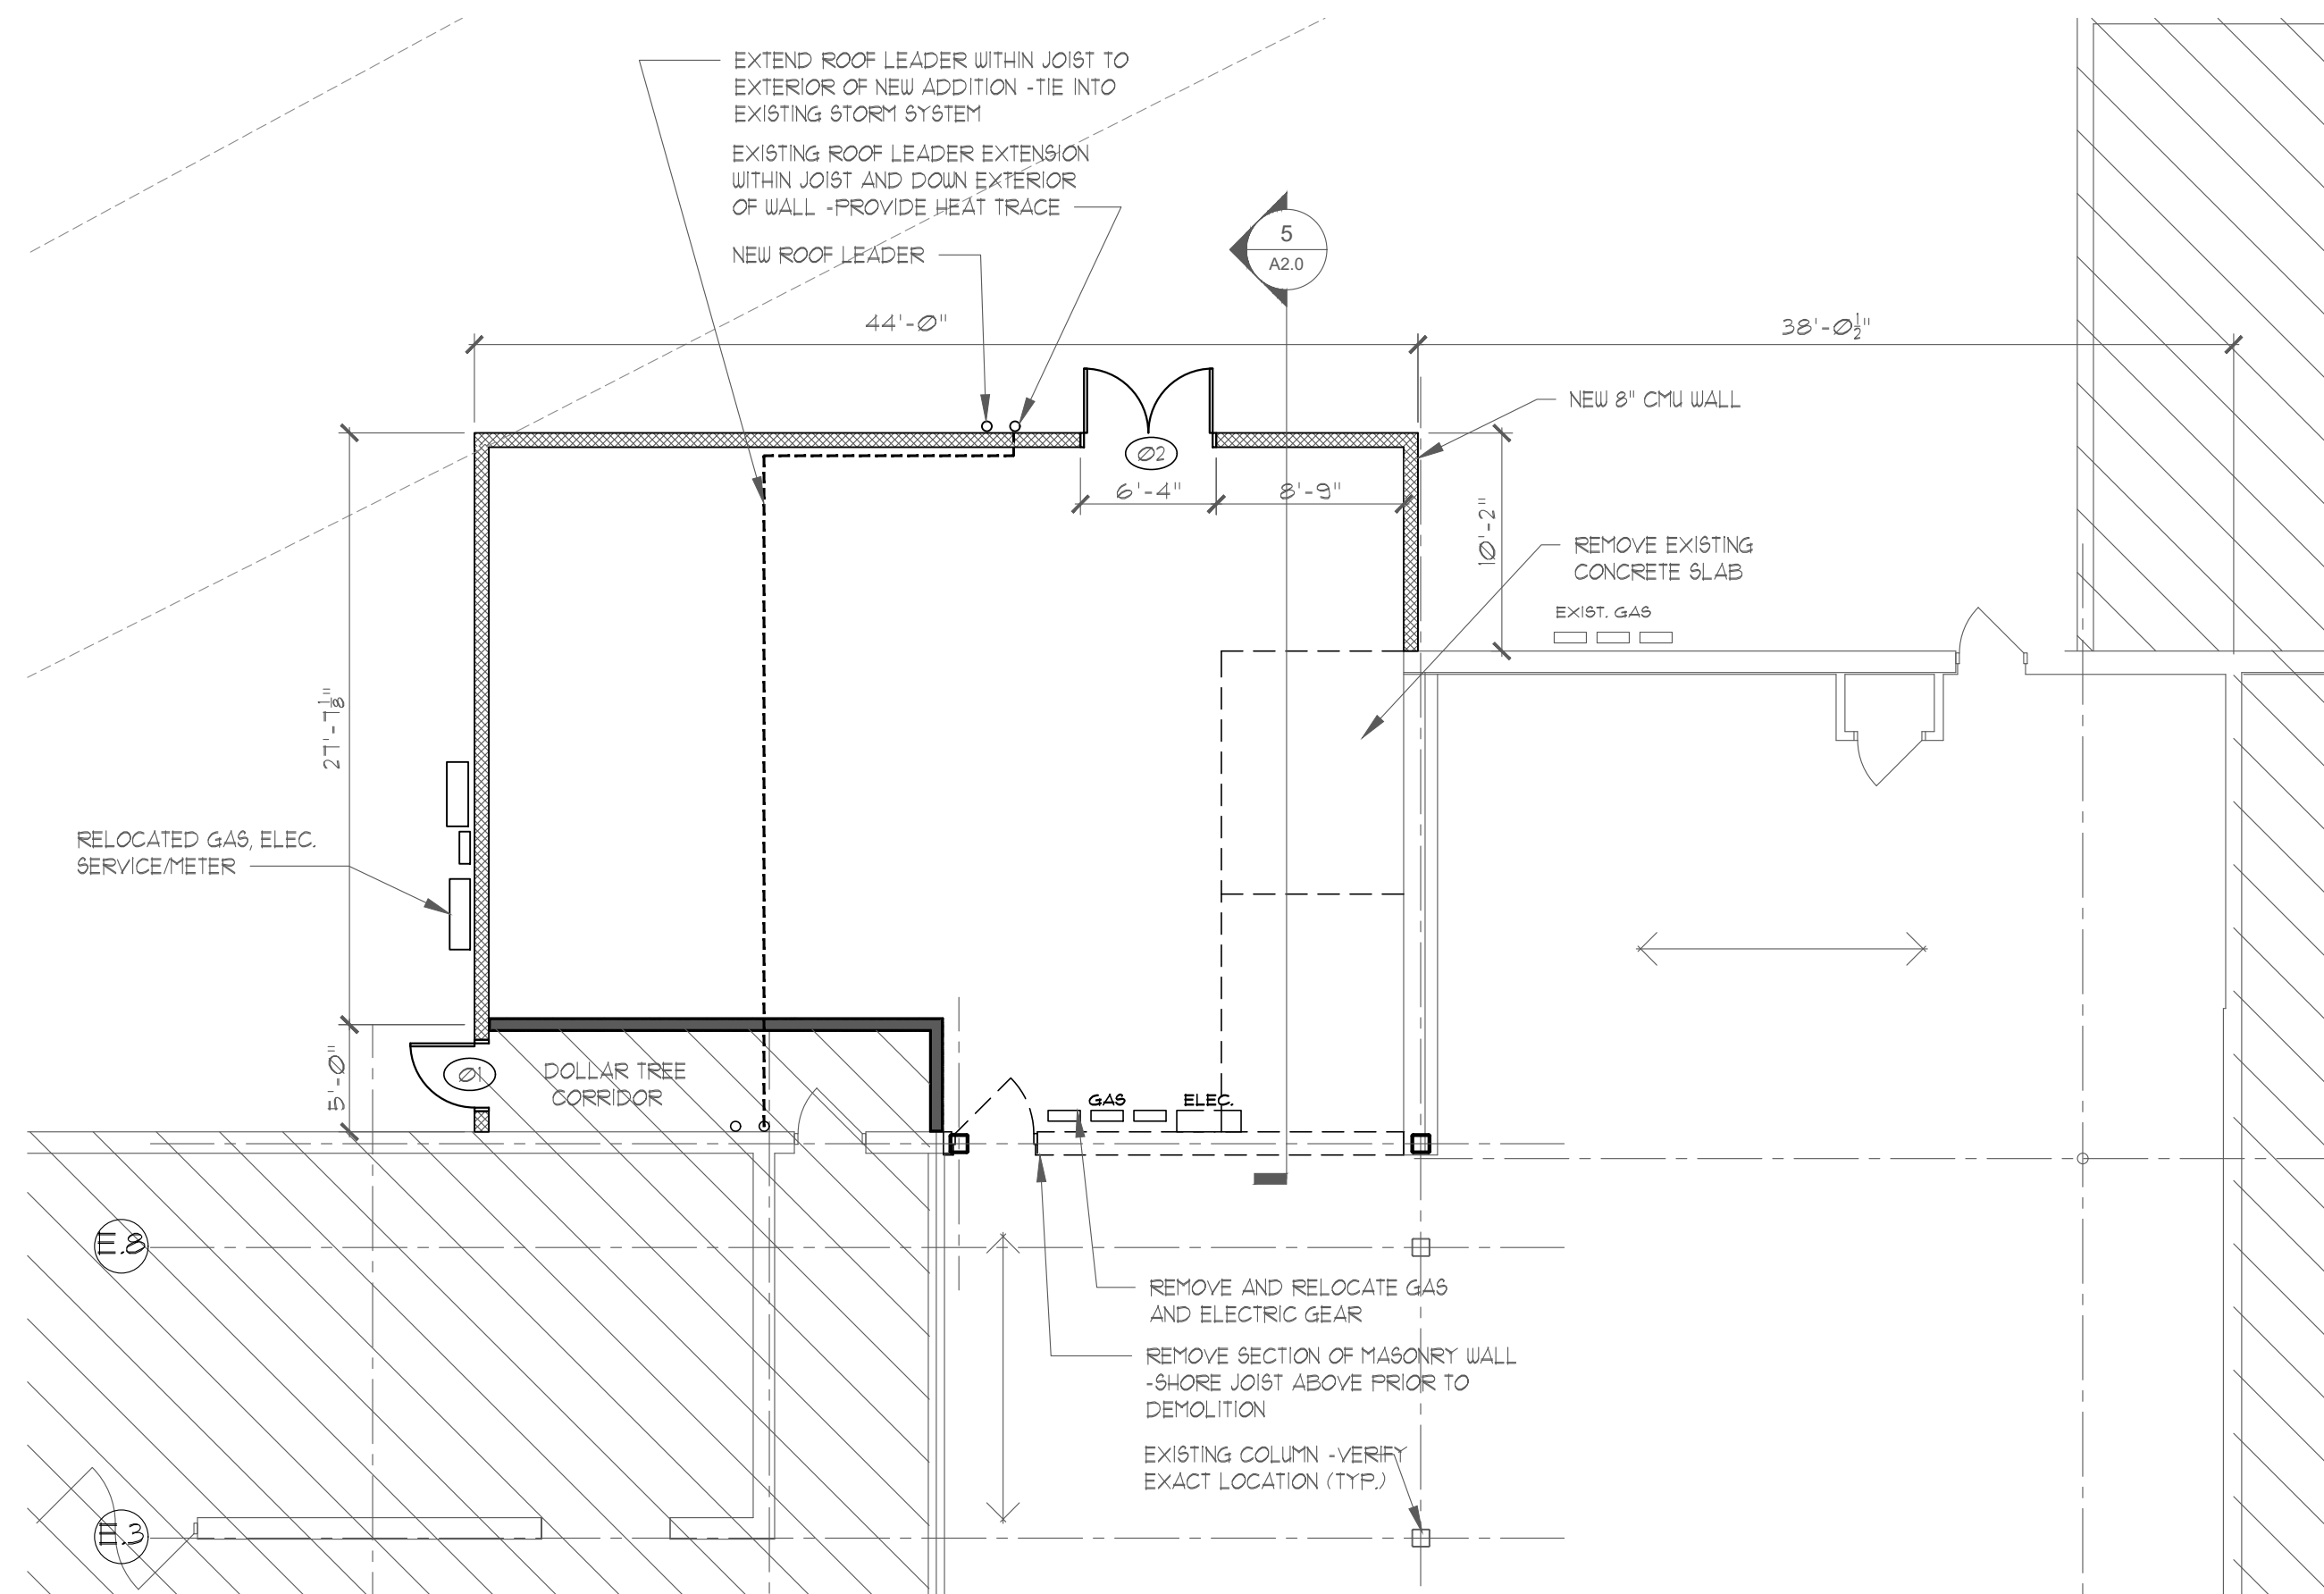 EXTEND ROOF LEADER WITHIN JOIST TO
EXTERIOR OF NEW ADDITION -TIE INTO
EXISTING STORM SYSTEM
EXISTING ROOF LEADER EXTENSION
WITHIN JOIST AND DOWN EXTERIOR
OF WALL -PROVIDE HEAT TRACE
NEW ROOF LEADER
5
A2.0
44'-0"
38'-0½"
NEW 8" CMU WALL
02
6'-4"
8'-9"
10'-2"
REMOVE EXISTING
CONCRETE SLAB
EXIST. GAS
27'-7⅛"
RELOCATED GAS, ELEC.
SERVICE/METER
5'-0"
01
DOLLAR TREE
CORRIDOR
GAS
ELEC.
E.8
REMOVE AND RELOCATE GAS
AND ELECTRIC GEAR
REMOVE SECTION OF MASONRY WALL
-SHORE JOIST ABOVE PRIOR TO
DEMOLITION
EXISTING COLUMN -VERIFY
EXACT LOCATION (TYP.)
E.3